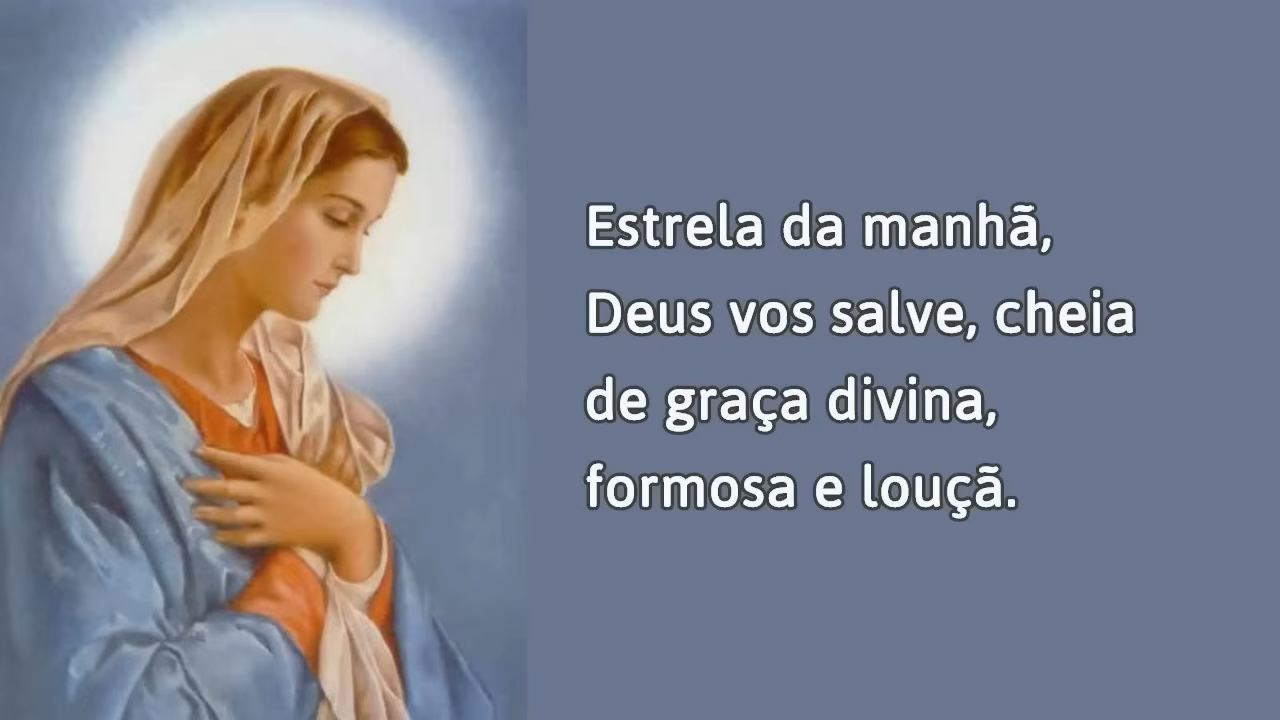 Estrela da manhã,
Deus vos salve, cheia
de graça divina,
formosa e louçã.